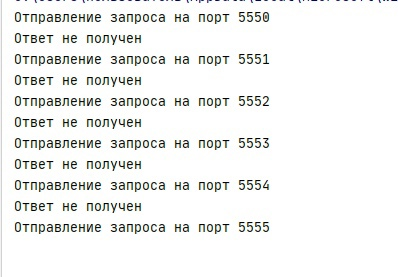 Отправление запроса на порт 5550
Ответ не получен
Отправление запроса на порт 5551
Ответ не получен
Отправление запроса на порт 5552
Ответ не получен
Отправление запроса на порт 5553
Ответ не получен
Отправление запроса на порт 5554
Ответ не получен
Отправление запроса на порт 5555